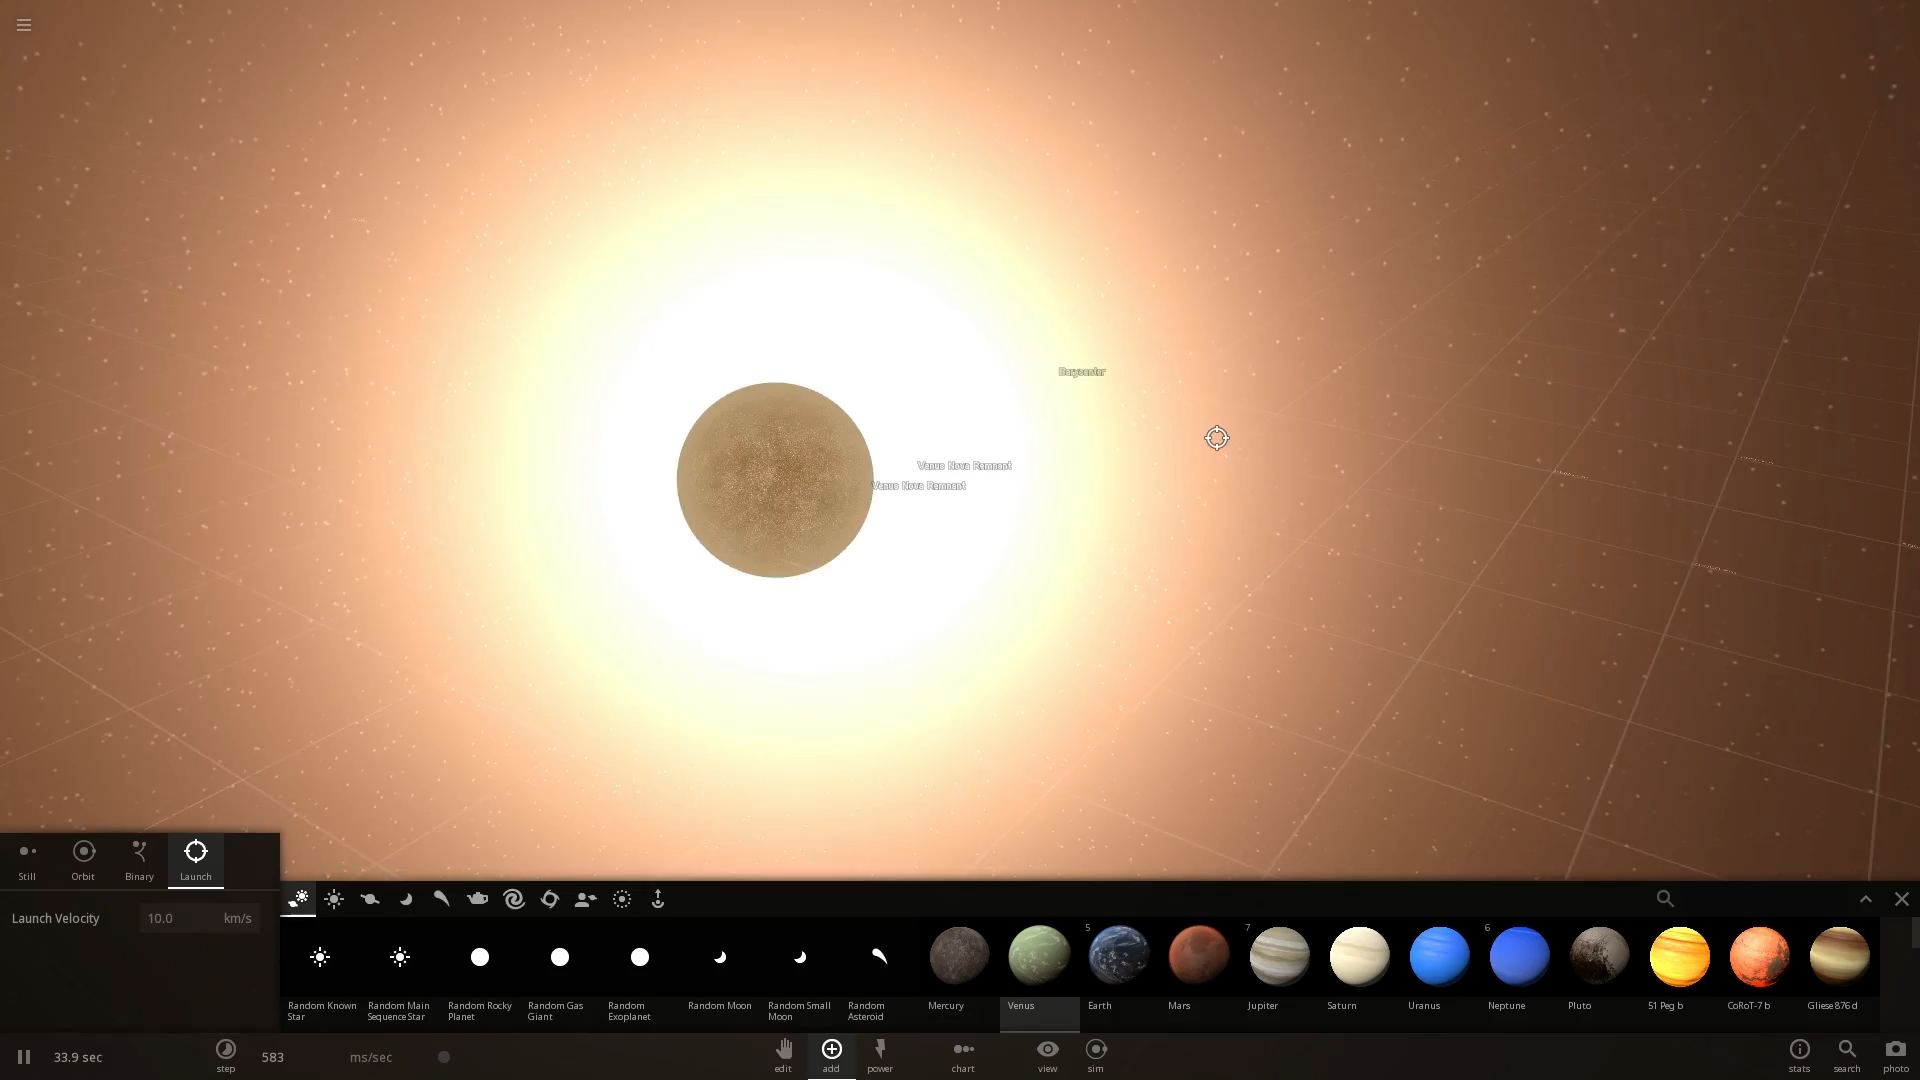 Barycenter
Venus Nova Remnant
Venus Nova Remnant
Still
Orbit
Binary
Launch
Launch Velocity
10.0
km/s
5
7
6
Random Known
Star
Random Main
Sequence Star
Random Rocky
Planet
Random Gas
Giant
Random
Exoplanet
Random Moon
Random Small
Moon
Random
Asteroid
Mercury
Venus
Earth
Mars
Jupiter
Saturn
Uranus
Neptune
Pluto
51 Peg b
CoRoT-7 b
Gliese 876 d
33.9 sec
step
583
ms/sec
edit
add
power
chart
view
sim
stats
search
photo